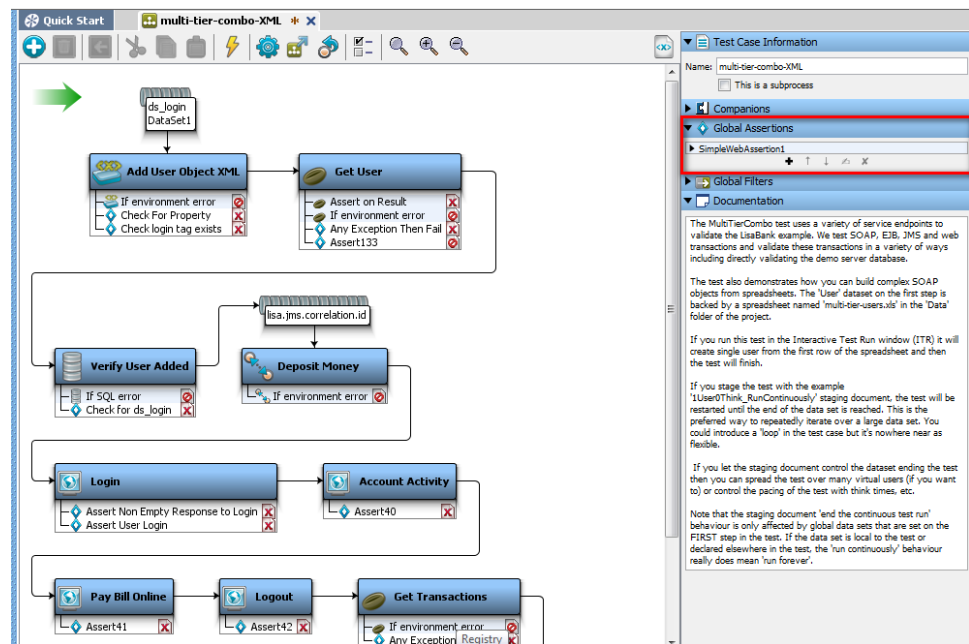 Quick Start
multi-tier-combo-XML
ds_login
DataSet1
Add User Object XML
If environment error
Check For Property
Check login tag exists
Get User
Assert on Result
If environment error
Any Exception Then Fail
Assert133
lisa.jms.correlation.id
Verify User Added
If SQL error
Check for ds_login
Deposit Money
If environment error
Login
Assert Non Empty Response to Login
Assert User Login
Account Activity
Assert40
Pay Bill Online
Assert41
Logout
Assert42
Get Transactions
If environment error
Any Exception
Registry
Test Case Information
Name: multi-tier-combo-XML
This is a subprocess
Companions
Global Assertions
SimpleWebAssertion1
Global Filters
Documentation
The MultiTierCombo test uses a variety of service endpoints to
validate the LisaBank example. We test SOAP, EJB, JMS and web
transactions and validate these transactions in a variety of ways
including directly validating the demo server database.
The test also demonstrates how you can build complex SOAP
objects from spreadsheets. The 'User' dataset on the first step is
backed by a spreadsheet named 'multi-tier-users.xls' in the 'Data'
folder of the project.
If you run this test in the Interactive Test Run window (ITR) it will
create single user from the first row of the spreadsheet and then
the test will finish.
If you stage the test with the example
'1User0Think_RunContinuously' staging document, the test will be
restarted until the end of the data set is reached. This is the
preferred way to repeatedly iterate over a large data set. You
could introduce a 'loop' in the test case but it's nowhere near as
flexible.
If you let the staging document control the dataset ending the test
then you can spread the test over many virtual users (if you want
to) or control the pacing of the test with think times, etc.
Note that the staging document 'end the continuous test run'
behaviour is only affected by global data sets that are set on the
FIRST step in the test. If the data set is local to the test or
declared elsewhere in the test, the 'run continuously' behaviour
really does mean 'run forever'.